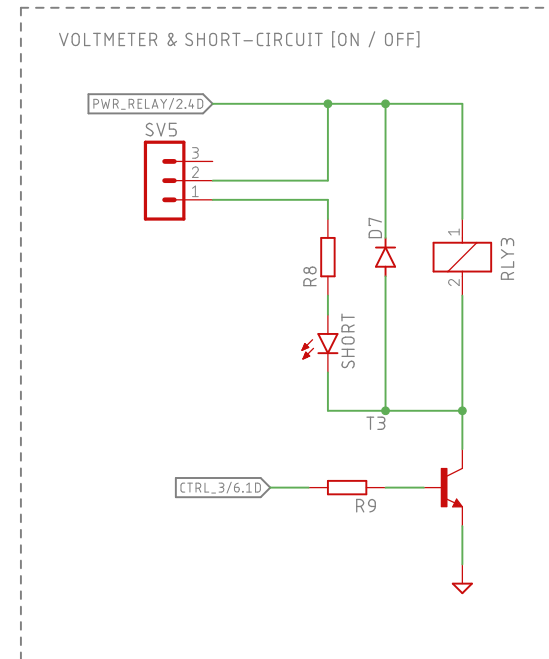 VOLTMETER & SHORT-CIRCUIT [ON / OFF]
PWR_RELAY/2.4D
SV5
3
2
1
D7
1
2
RLY3
R8
SHORT
T3
CTRL_3/6.1D
R9